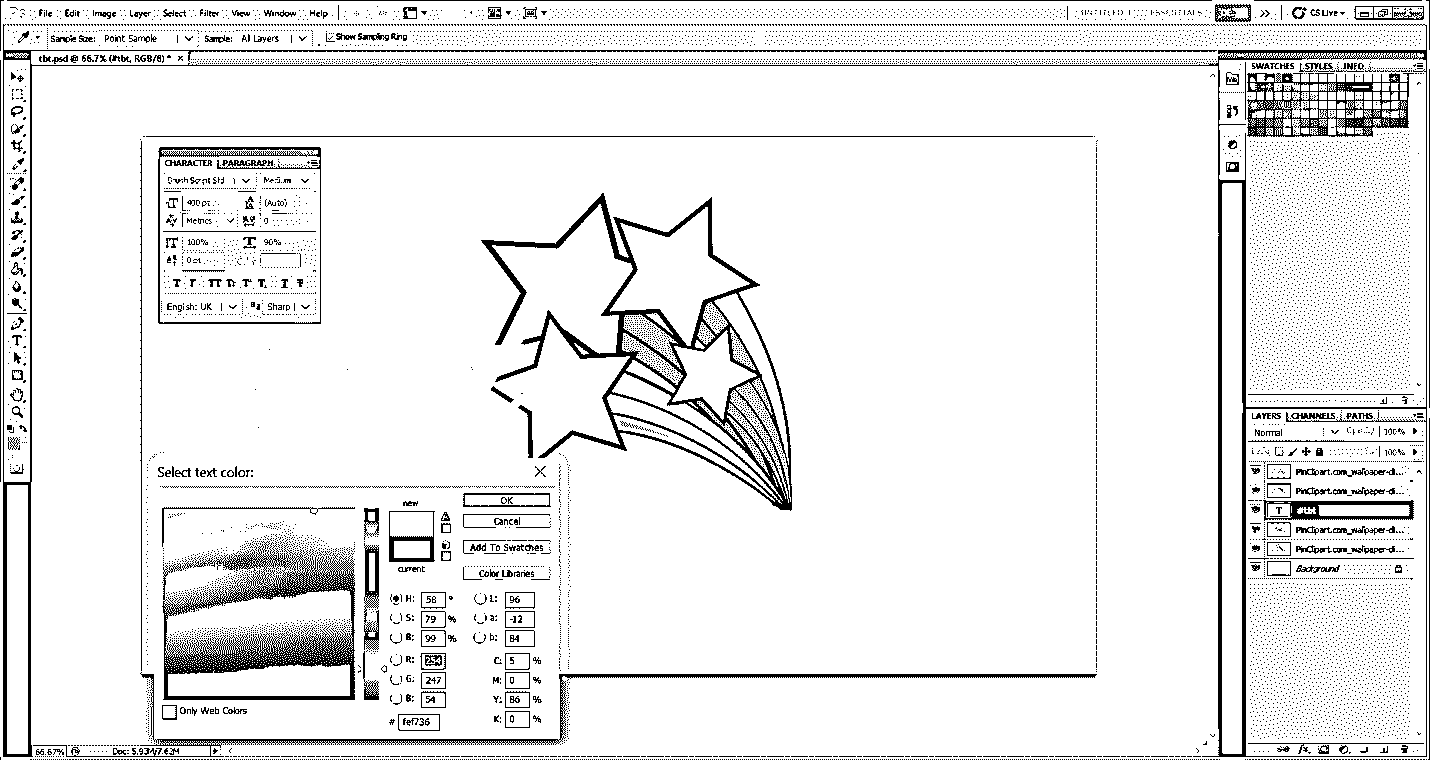 File Edit Image Layer Select Filter View Window Help
CS Live
Sample Size: Point Sample Sample: All Layers Show Sampling Ring
tbt.psd @ 66.7% (#tbt, RGB/8) * ×
SWATCHES STYLES INFO
CHARACTER PARAGRAPH
Brush Script Std Medium
400 pt (Auto)
Metrics 0
100% 90%
0 pt
English: UK Sharp
LAYERS CHANNELS PATHS
Normal Opacity 100%
100%
PinClipart.com_wallpaper-di...
PinClipart.com_wallpaper-di...
#tbt
PinClipart.com_wallpaper-di...
PinClipart.com_wallpaper-di...
Background
Select text color:
new
current
OK
Cancel
Add To Swatches
Color Libraries
H: 58 ° L: 96
S: 79 % a: -12
B: 99 % b: 84
R: 254 C: 5 %
G: 247 M: 0 %
B: 54 Y: 86 %
# fef736 K: 0 %
Only Web Colors
66.67% Doc: 5.93M/7.62M